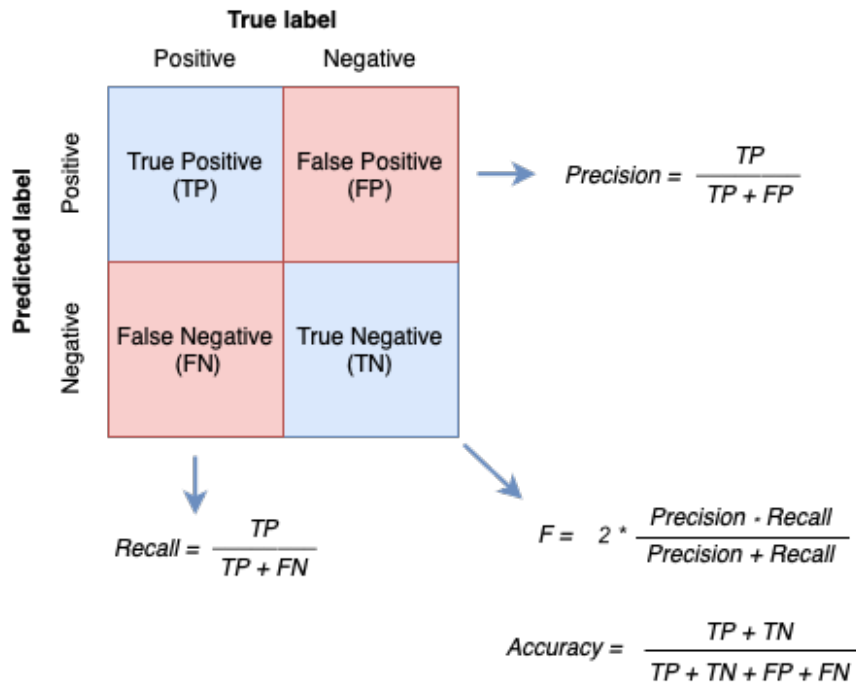 True label
Positive Negative
Predicted label
Positive
True Positive
(TP)
False Positive
(FP)
Precision = TP / TP + FP
Negative
False Negative
(FN)
True Negative
(TN)
Recall = TP / TP + FN
F = 2 * Precision · Recall / Precision + Recall
Accuracy = TP + TN / TP + TN + FP + FN